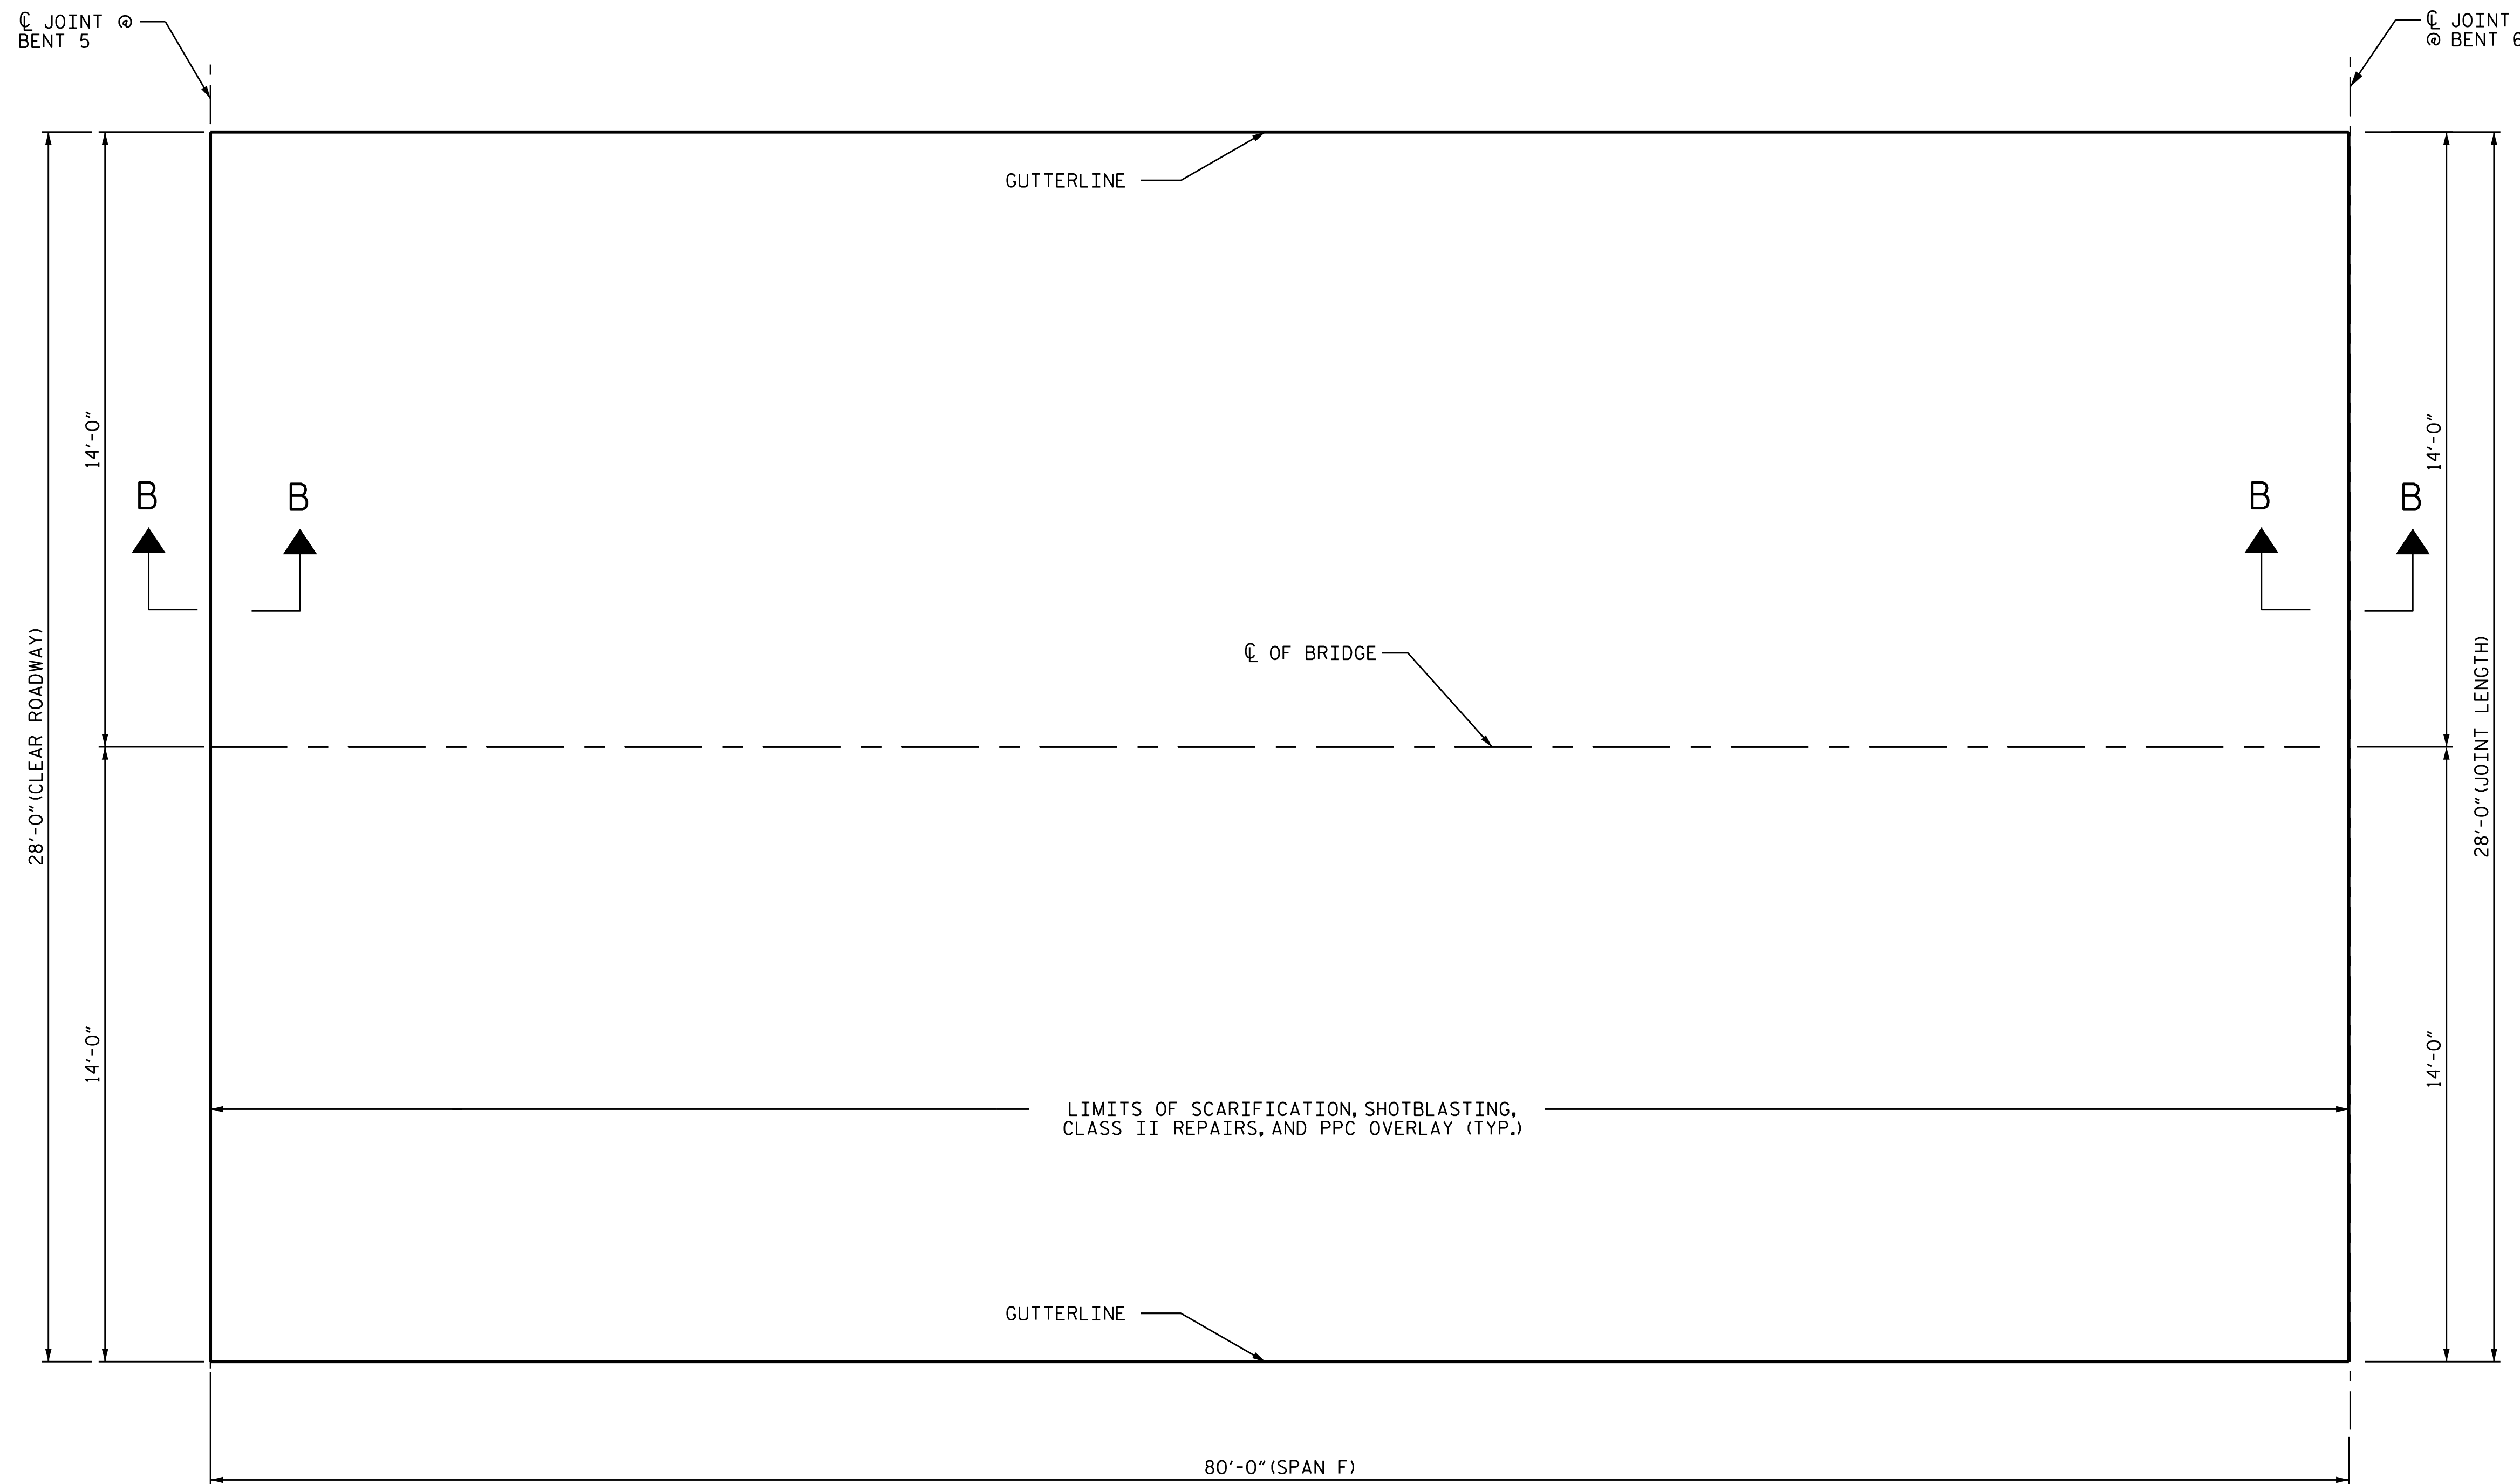 ℄ JOINT @
BENT 5
℄ JOINT
@ BENT 6
GUTTERLINE
14'-0"
14'-0"
B
B
B
B
28'-0"(CLEAR ROADWAY)
℄ OF BRIDGE
28'-0"(JOINT LENGTH)
14'-0"
14'-0"
LIMITS OF SCARIFICATION, SHOTBLASTING,
CLASS II REPAIRS, AND PPC OVERLAY (TYP.)
GUTTERLINE
80'-0"(SPAN F)